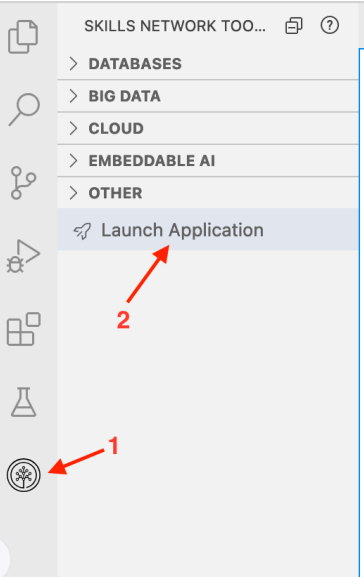 SKILLS NETWORK TOO...
DATABASES
BIG DATA
CLOUD
EMBEDDABLE AI
OTHER
Launch Application
2
1